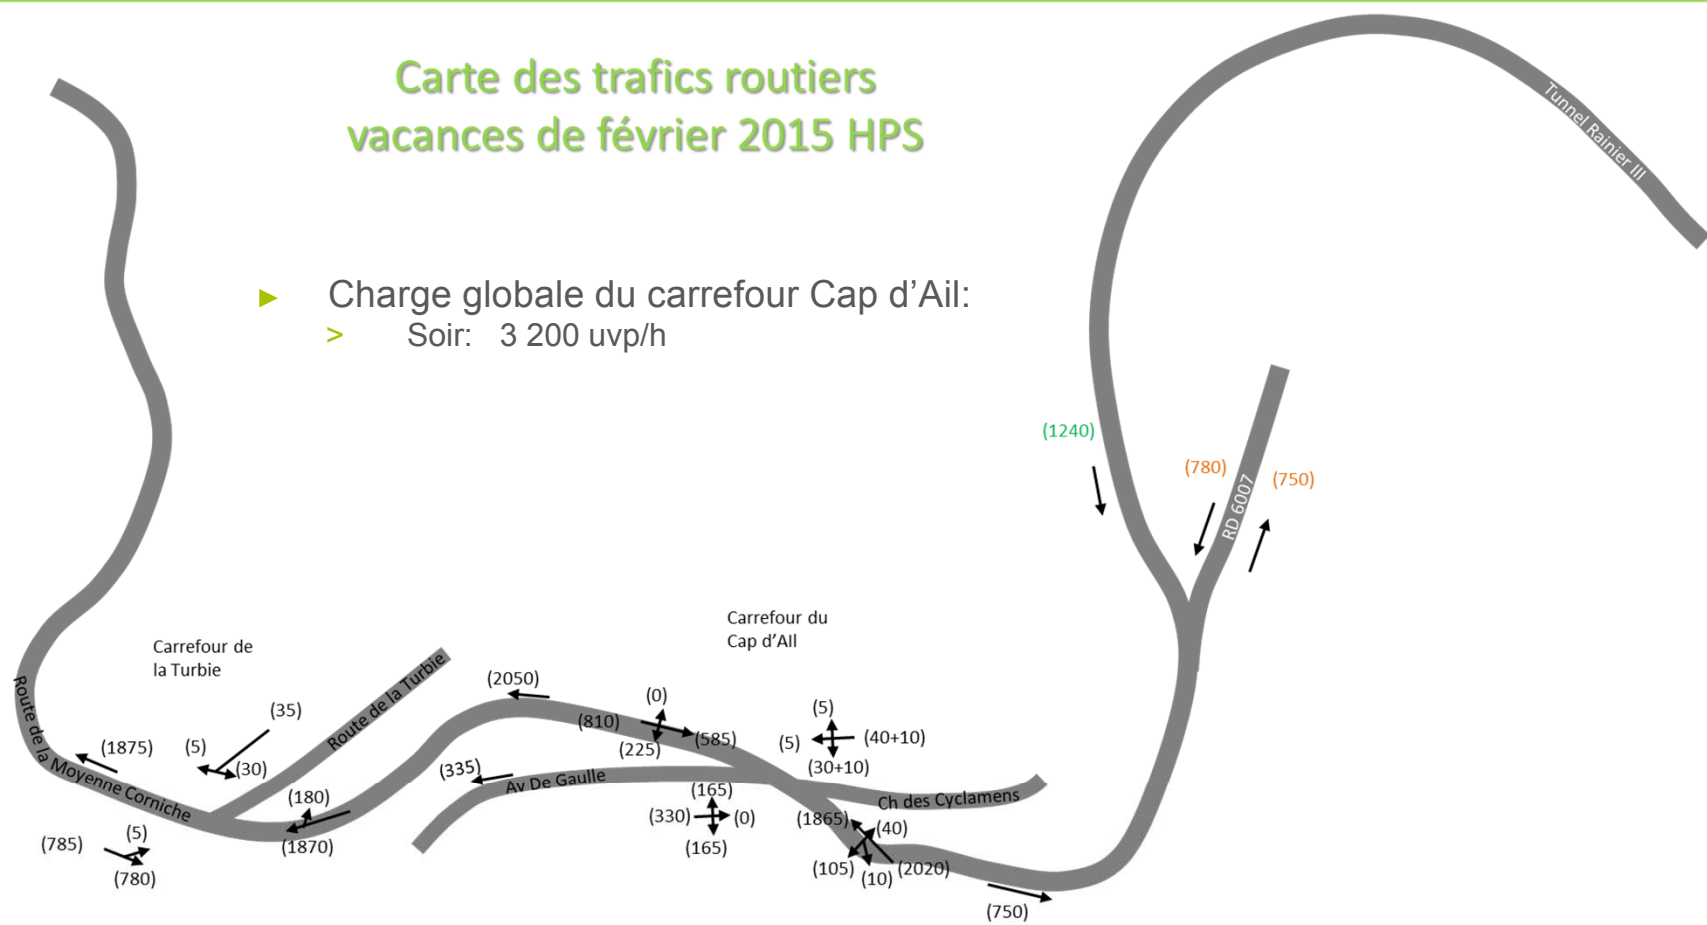 Carte des trafics routiers
vacances de février 2015 HPS
Tunnel Rainier III
► Charge globale du carrefour Cap d’Ail:
> Soir: 3 200 uvp/h
(1240)
(780)
(750)
RD 6007
Carrefour du
Cap d’All
Carrefour de
la Turbie
Route de la Turbie
Route de la Moyenne Corniche
(2050)
(0)
(35)
(5)
(810)
(585)
(225)
(5)
(40+10)
(30+10)
(1875)
(5)
(30)
(335)
Av De Gaulle
(180)
(165)
(330)
(0)
(165)
Ch des Cyclamens
(1865)
(40)
(785)
(5)
(780)
(1870)
(105)
(10)
(2020)
(750)